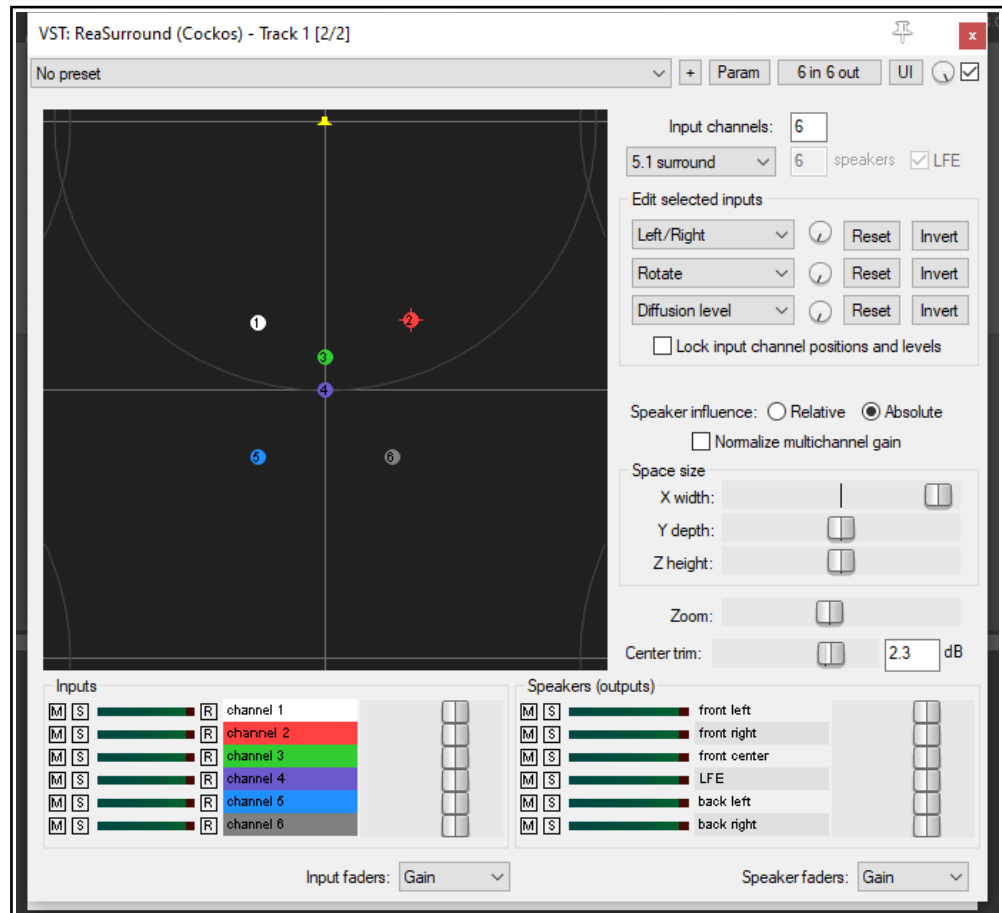 VST: ReaSurround (Cockos) - Track 1 [2/2]
x
No preset
+
Param
6 in 6 out
UI
Input channels: 6
5.1 surround
6 speakers
LFE
Edit selected inputs
Left/Right
Reset
Invert
Rotate
Reset
Invert
Diffusion level
Reset
Invert
Lock input channel positions and levels
1
2
3
4
5
6
Speaker influence: Relative Absolute
Normalize multichannel gain
Space size
X width:
Y depth:
Z height:
Zoom:
Center trim: 2.3 dB
Inputs
M S R channel 1
M S R channel 2
M S R channel 3
M S R channel 4
M S R channel 5
M S R channel 6
Input faders: Gain
Speakers (outputs)
M S front left
M S front right
M S front center
M S LFE
M S back left
M S back right
Speaker faders: Gain